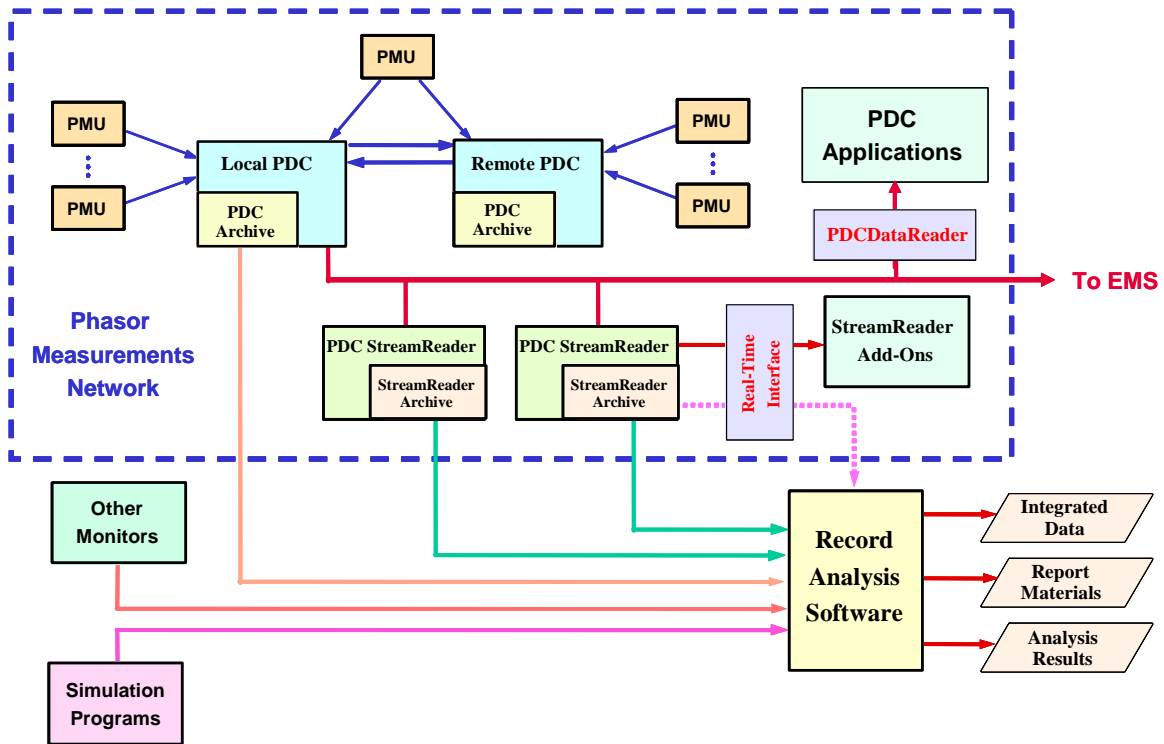 PMU
PMU
PMU
PMU
PMU
Local PDC
PDC
Archive
Remote PDC
PDC
Archive
PDC
Applications
PDCDataReader
To EMS
Phasor
Measurements
Network
PDC StreamReader
StreamReader
Archive
PDC StreamReader
StreamReader
Archive
Real-Time
Interface
StreamReader
Add-Ons
Other
Monitors
Simulation
Programs
Record
Analysis
Software
Integrated
Data
Report
Materials
Analysis
Results